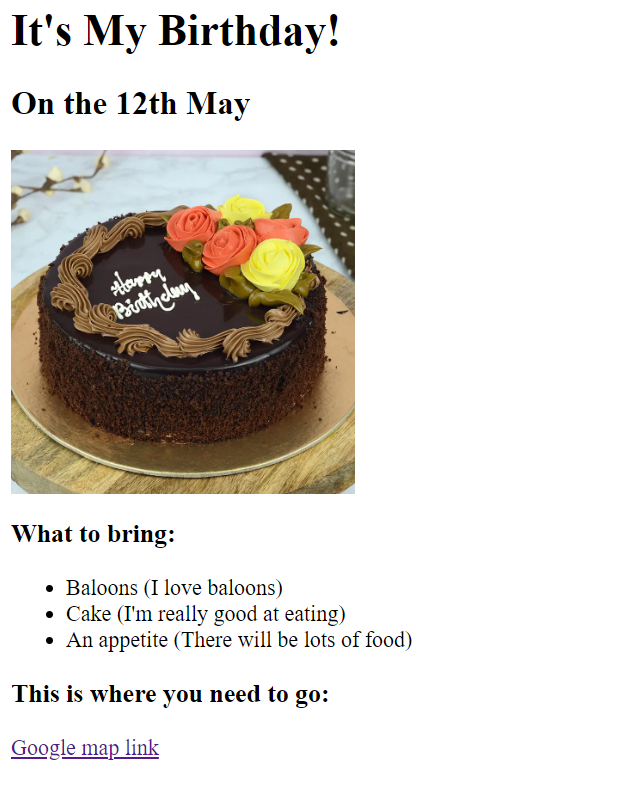 It's My Birthday!
On the 12th May
Happy
Birthday
What to bring:
Baloons (I love baloons)
Cake (I'm really good at eating)
An appetite (There will be lots of food)
This is where you need to go:
Google map link